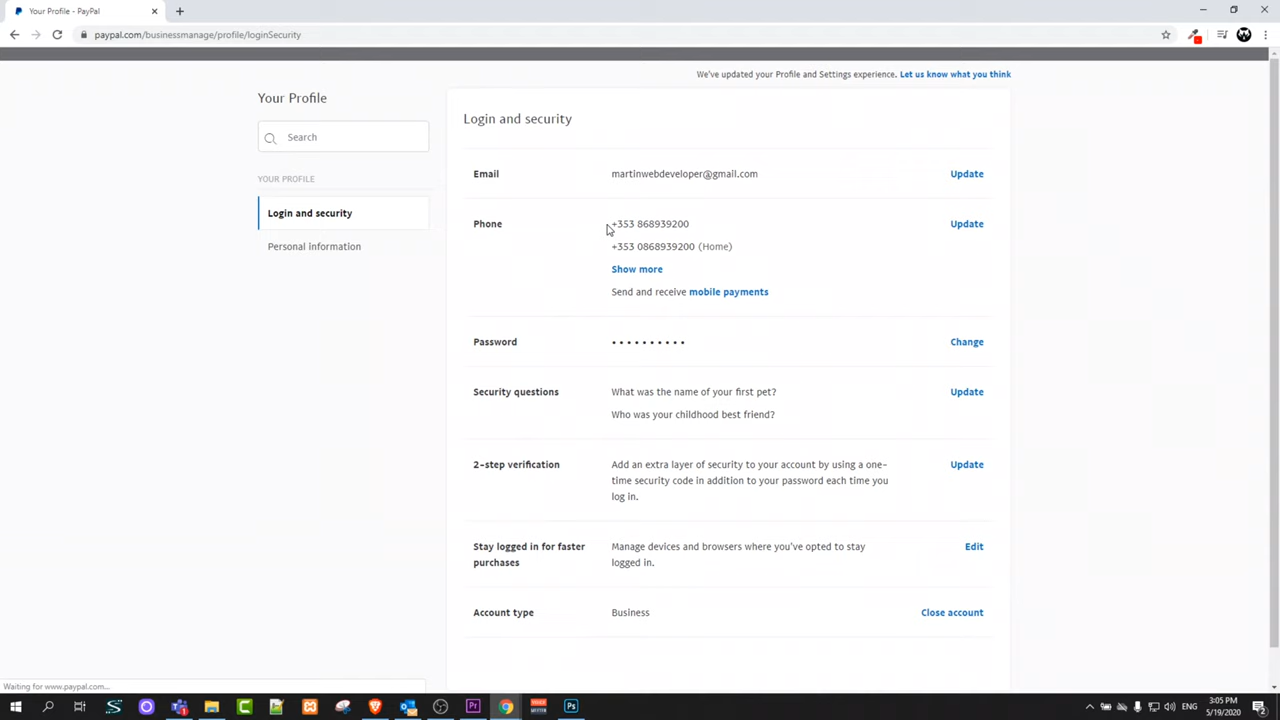 Your Profile - PayPal
paypal.com/businessmanage/profile/loginSecurity
We've updated your Profile and Settings experience. Let us know what you think
Your Profile
Search
YOUR PROFILE
Login and security
Personal information
Login and security
Email
martinwebdeveloper@gmail.com
Update
Phone
+353 868939200
Update
+353 0868939200 (Home)
Show more
Send and receive mobile payments
Password
Change
Security questions
What was the name of your first pet?
Update
Who was your childhood best friend?
2-step verification
Add an extra layer of security to your account by using a one-
time security code in addition to your password each time you
log in.
Update
Stay logged in for faster
purchases
Manage devices and browsers where you've opted to stay
logged in.
Edit
Account type
Business
Close account
Waiting for www.paypal.com...
Pr
Ps
ENG
3:05 PM
5/19/2020
2